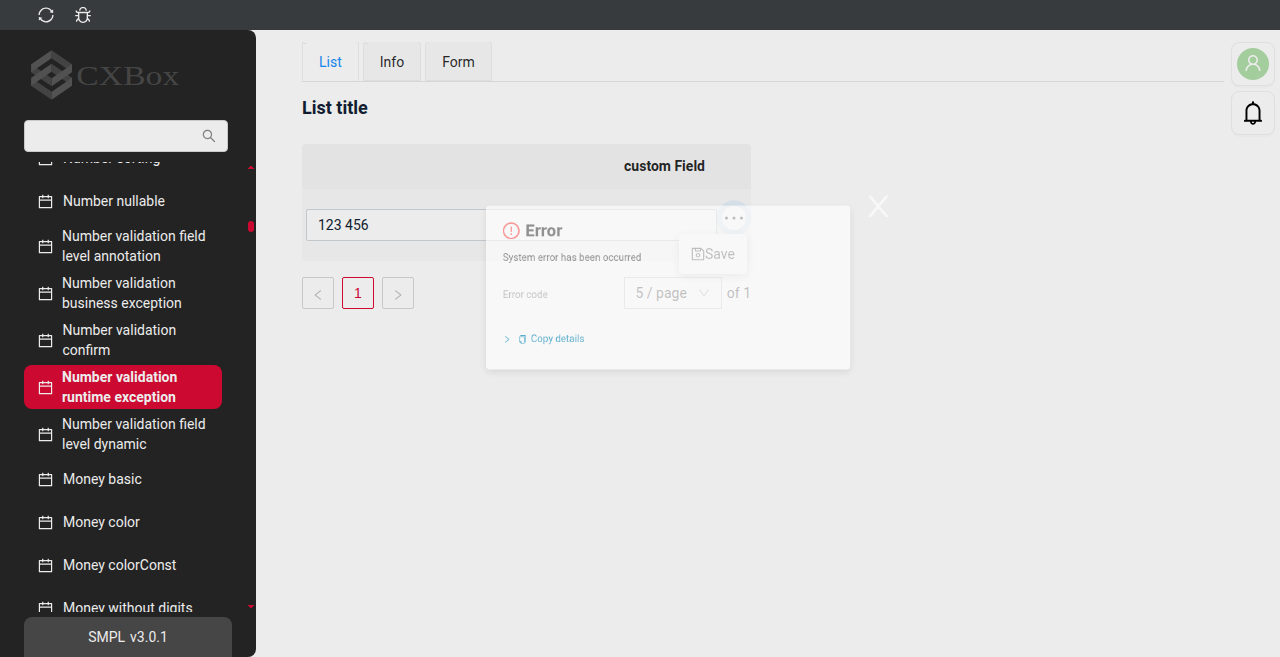 CXBox
Number sorting
Number nullable
Number validation field
level annotation
Number validation
business exception
Number validation
confirm
Number validation
runtime exception
Number validation field
level dynamic
Money basic
Money color
Money colorConst
Money without digits
SMPL v3.0.1
List
Info
Form
List title
custom Field
123 456
Error
System error has been occurred
Save
Error code
1
5 / page
of 1
Copy details